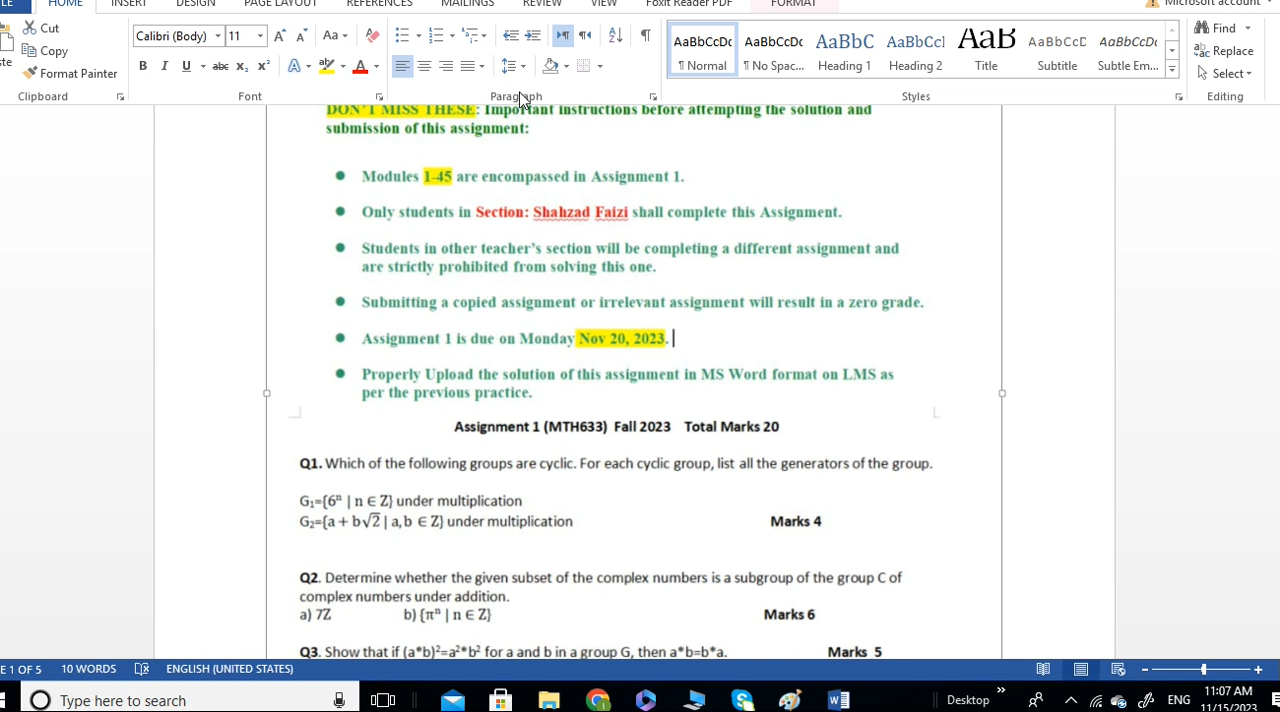 HOME INSERT DESIGN PAGE LAYOUT REFERENCES MAILINGS REVIEW VIEW Foxit Reader PDF FORMAT Microsoft account
Cut
Copy
Format Painter
Clipboard
Calibri (Body) 11
Aa
B I U abc x₂ x²
Font
Paragraph
AaBbCcDc AaBbCcDc AaBbC AaBbCcl AaB AaBbCcD AaBbCcDc
¶ Normal ¶ No Spac... Heading 1 Heading 2 Title Subtitle Subtle Em...
Styles
Find
Replace
Select
Editing
DON'T MISS THESE: Important instructions before attempting the solution and
submission of this assignment:
● Modules 1-45 are encompassed in Assignment 1.
● Only students in Section: Shahzad Faizi shall complete this Assignment.
● Students in other teacher's section will be completing a different assignment and
are strictly prohibited from solving this one.
● Submitting a copied assignment or irrelevant assignment will result in a zero grade.
● Assignment 1 is due on Monday Nov 20, 2023.
● Properly Upload the solution of this assignment in MS Word format on LMS as
per the previous practice.
Assignment 1 (MTH633) Fall 2023 Total Marks 20
Q1. Which of the following groups are cyclic. For each cyclic group, list all the generators of the group.
G₁={6ⁿ | n ∈ Z} under multiplication
G₂={a + b√2 | a,b ∈ Z} under multiplication Marks 4
Q2. Determine whether the given subset of the complex numbers is a subgroup of the group C of
complex numbers under addition.
a) 7Z b) {πⁿ | n ∈ Z} Marks 6
Q3. Show that if (a*b)²=a²*b² for a and b in a group G, then a*b=b*a. Marks 5
E 1 OF 5 10 WORDS ENGLISH (UNITED STATES)
Type here to search
Desktop
ENG
11:07 AM
11/15/2023